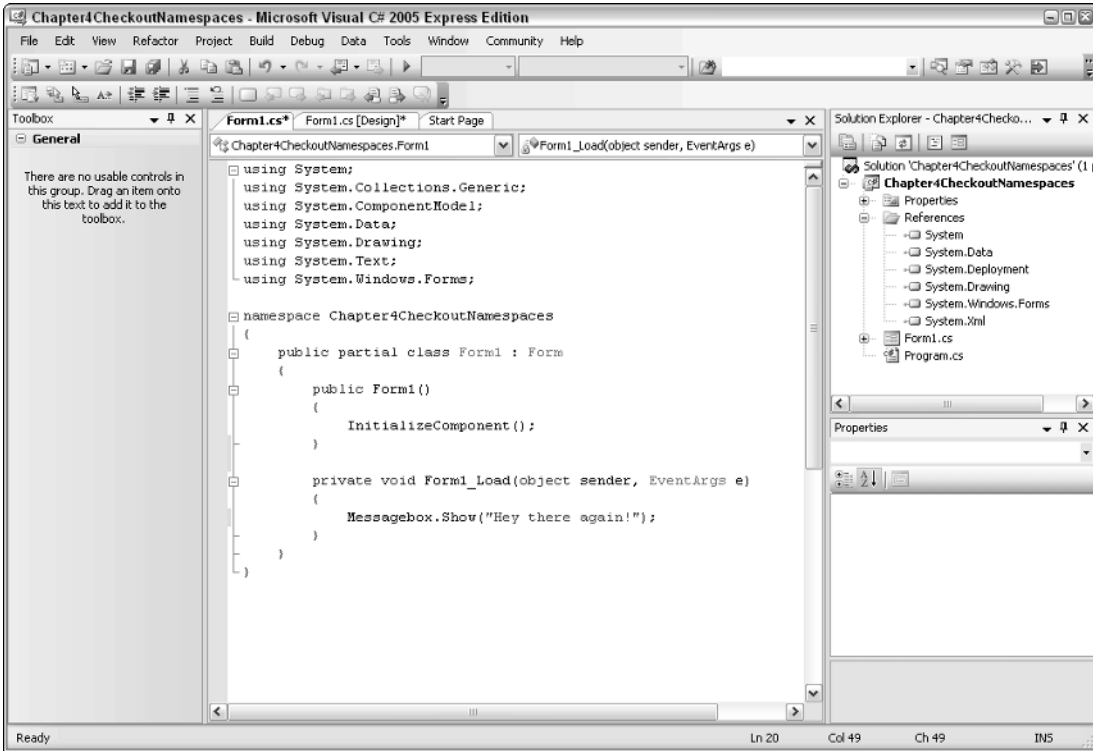 Chapter4CheckoutNamespaces - Microsoft Visual C# 2005 Express Edition
File Edit View Refactor Project Build Debug Data Tools Window Community Help
Toolbox
General
There are no usable controls in
this group. Drag an item onto
this text to add it to the
toolbox.
Form1.cs* Form1.cs [Design]* Start Page
Chapter4CheckoutNamespaces.Form1 Form1_Load(object sender, EventArgs e)
using System;
using System.Collections.Generic;
using System.ComponentModel;
using System.Data;
using System.Drawing;
using System.Text;
using System.Windows.Forms;
namespace Chapter4CheckoutNamespaces
{
public partial class Form1 : Form
{
public Form1()
{
InitializeComponent();
}
private void Form1_Load(object sender, EventArgs e)
{
Messagebox.Show("Hey there again!");
}
}
}
Solution Explorer - Chapter4Checko...
Solution 'Chapter4CheckoutNamespaces' (1 p
Chapter4CheckoutNamespaces
Properties
References
System
System.Data
System.Deployment
System.Drawing
System.Windows.Forms
System.Xml
Form1.cs
Program.cs
Properties
Ready Ln 20 Col 49 Ch 49 INS